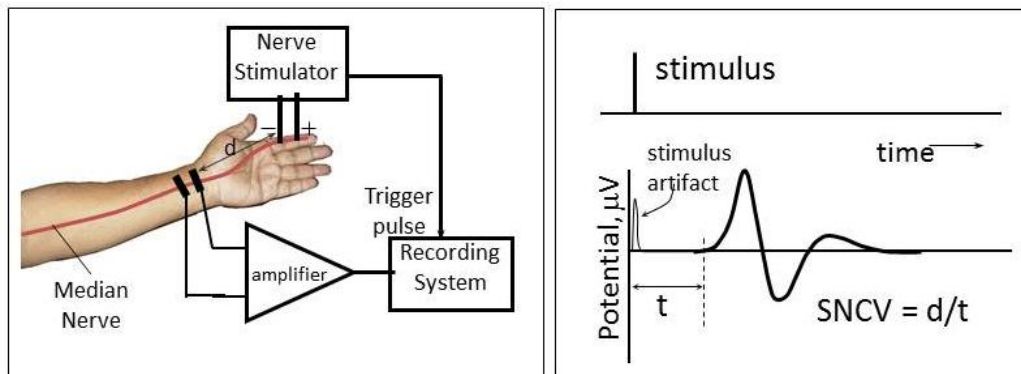 Nerve
Stimulator
− +
d
Trigger
pulse
Recording
System
amplifier
Median
Nerve
stimulus
time
stimulus
artifact
Potential, μV
t
SNCV = d/t